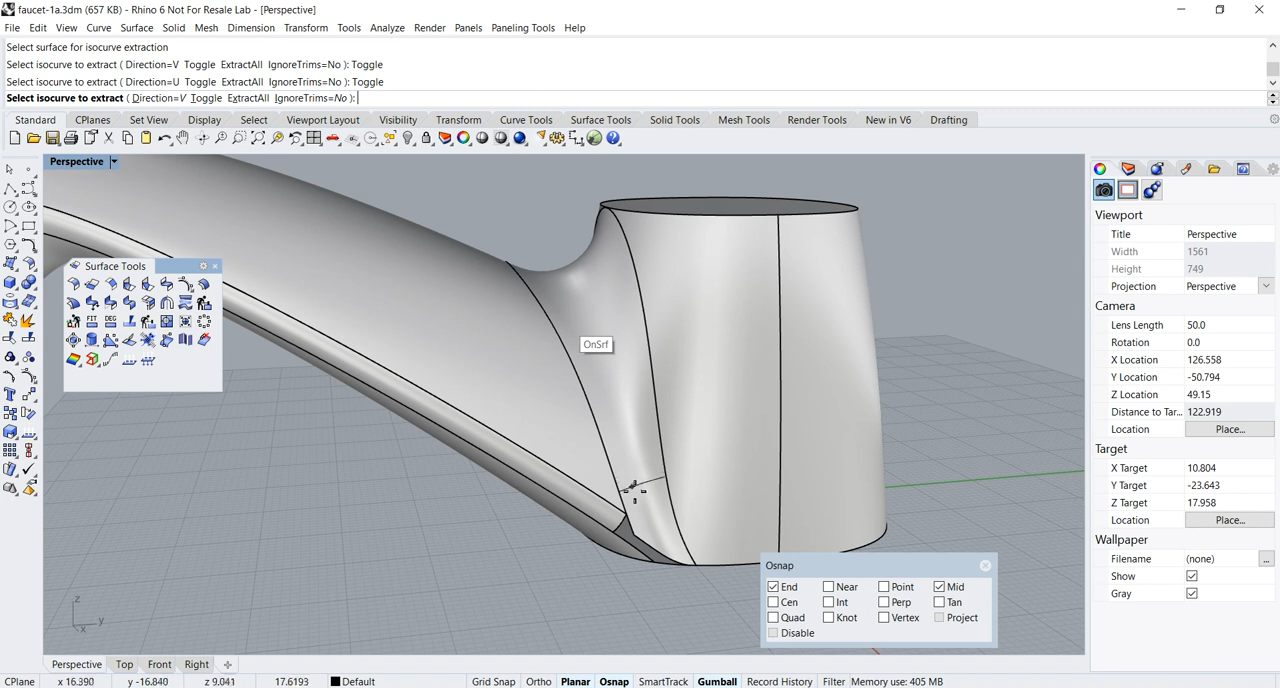 faucet-1a.3dm (657 KB) - Rhino 6 Not For Resale Lab - [Perspective]
File Edit View Curve Surface Solid Mesh Dimension Transform Tools Analyze Render Panels Paneling Tools Help
Select surface for isocurve extraction
Select isocurve to extract ( Direction=V Toggle ExtractAll IgnoreTrims=No ): Toggle
Select isocurve to extract ( Direction=U Toggle ExtractAll IgnoreTrims=No ): Toggle
Select isocurve to extract ( Direction=V Toggle ExtractAll IgnoreTrims=No ):
Standard CPlanes Set View Display Select Viewport Layout Visibility Transform Curve Tools Surface Tools Solid Tools Mesh Tools Render Tools New in V6 Drafting
Perspective
Surface Tools
FIT DEG
OnSrf
z
y
x
Osnap
End Near Point Mid
Cen Int Perp Tan
Quad Knot Vertex Project
Disable
Viewport
Title Perspective
Width 1561
Height 749
Projection Perspective
Camera
Lens Length 50.0
Rotation 0.0
X Location 126.558
Y Location -50.794
Z Location 49.15
Distance to Tar... 122.919
Location Place...
Target
X Target 10.804
Y Target -23.643
Z Target 17.958
Location Place...
Wallpaper
Filename (none) ...
Show
Gray
Perspective Top Front Right
CPlane x 16.390 y -16.840 z 9.041 17.6193 Default Grid Snap Ortho Planar Osnap SmartTrack Gumball Record History Filter Memory use: 405 MB